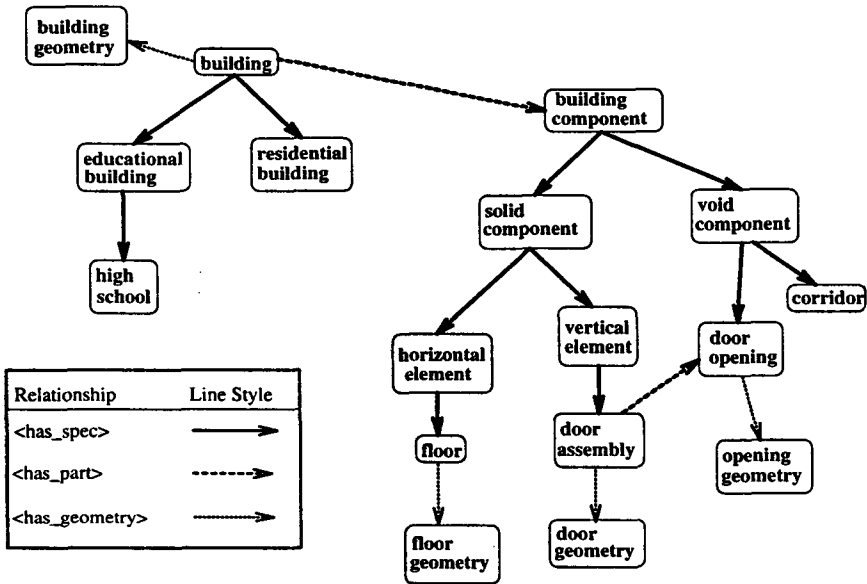 building
geometry
building
building
component
educational
building
residential
building
solid
component
void
component
high
school
corridor
vertical
element
door
opening
horizontal
element
Relationship Line Style
<has_spec>
<has_part>
<has_geometry>
floor
door
assembly
opening
geometry
floor
geometry
door
geometry